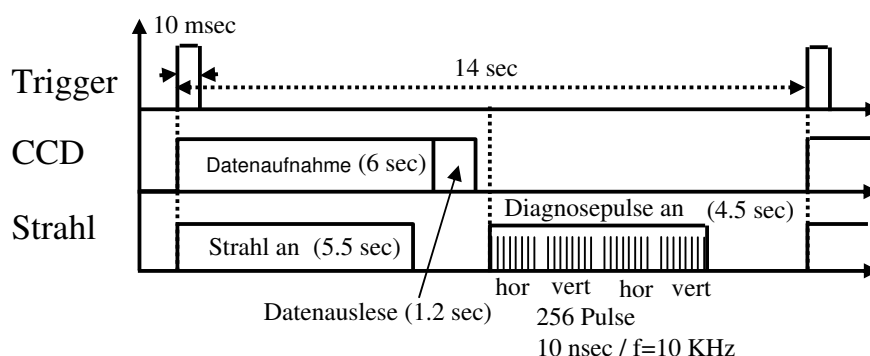 10 msec
Trigger
14 sec
CCD
Datenaufnahme (6 sec)
Diagnosepulse an (4.5 sec)
Strahl
Strahl an (5.5 sec)
hor vert hor vert
Datenauslese (1.2 sec)
256 Pulse
10 nsec / f=10 KHz